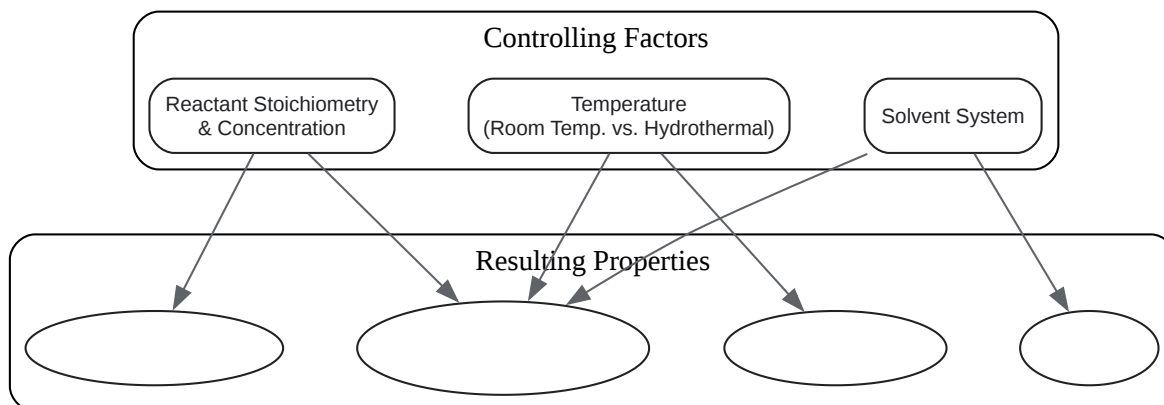 Controlling Factors
Reactant Stoichiometry
& Concentration
Temperature
(Room Temp. vs. Hydrothermal)
Solvent System
Resulting Properties